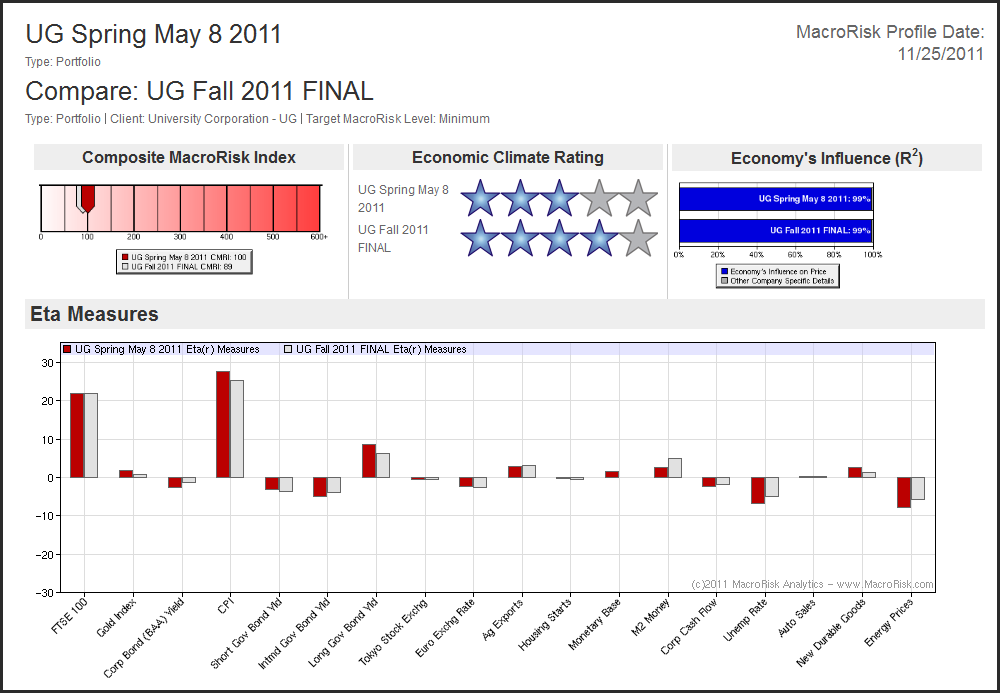 UG Spring May 8 2011
Type: Portfolio
MacroRisk Profile Date:
11/25/2011
Compare: UG Fall 2011 FINAL
Type: Portfolio | Client: University Corporation - UG | Target MacroRisk Level: Minimum
Composite MacroRisk Index
0 100 200 300 400 500 600+
UG Spring May 8 2011 CMRI: 100
UG Fall 2011 FINAL CMRI: 89
Economic Climate Rating
UG Spring May 8
2011
UG Fall 2011
FINAL
Economy's Influence (R²)
UG Spring May 8 2011: 99%
UG Fall 2011 FINAL: 99%
0% 20% 40% 60% 80% 100%
Economy's Influence on Price
Other Company Specific Details
Eta Measures
UG Spring May 8 2011 Eta(r) Measures UG Fall 2011 FINAL Eta(r) Measures
30
20
10
0
-10
-20
-30
(c)2011 MacroRisk Analytics - www.MacroRisk.com
FTSE 100
Gold Index
Corp Bond (BAA) Yield
CPI
Short Gov Bond Yld
Intmd Gov Bond Yld
Long Gov Bond Yld
Tokyo Stock Exchg
Euro Exchg Rate
Ag Exports
Housing Starts
Monetary Base
M2 Money
Corp Cash Flow
Unemp Rate
Auto Sales
New Durable Goods
Energy Prices